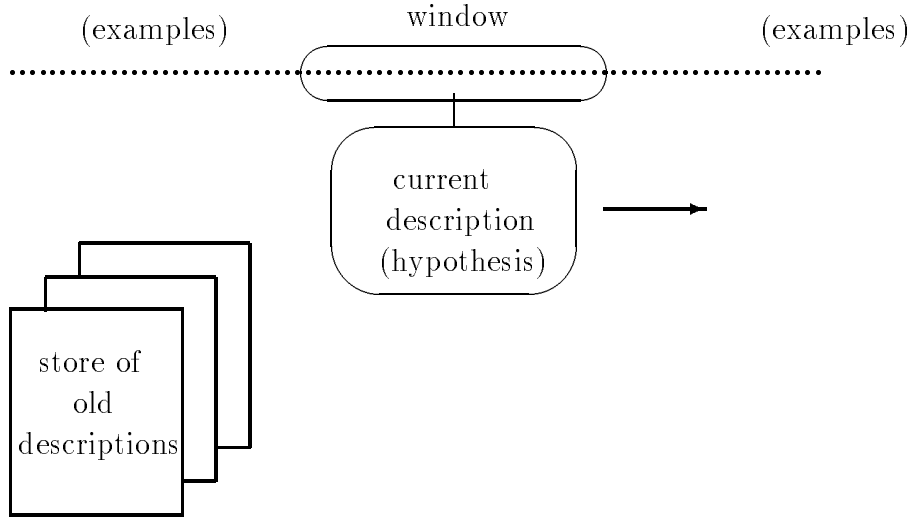 window
(examples)
(examples)
current
description
(hypothesis)
store of
old
descriptions